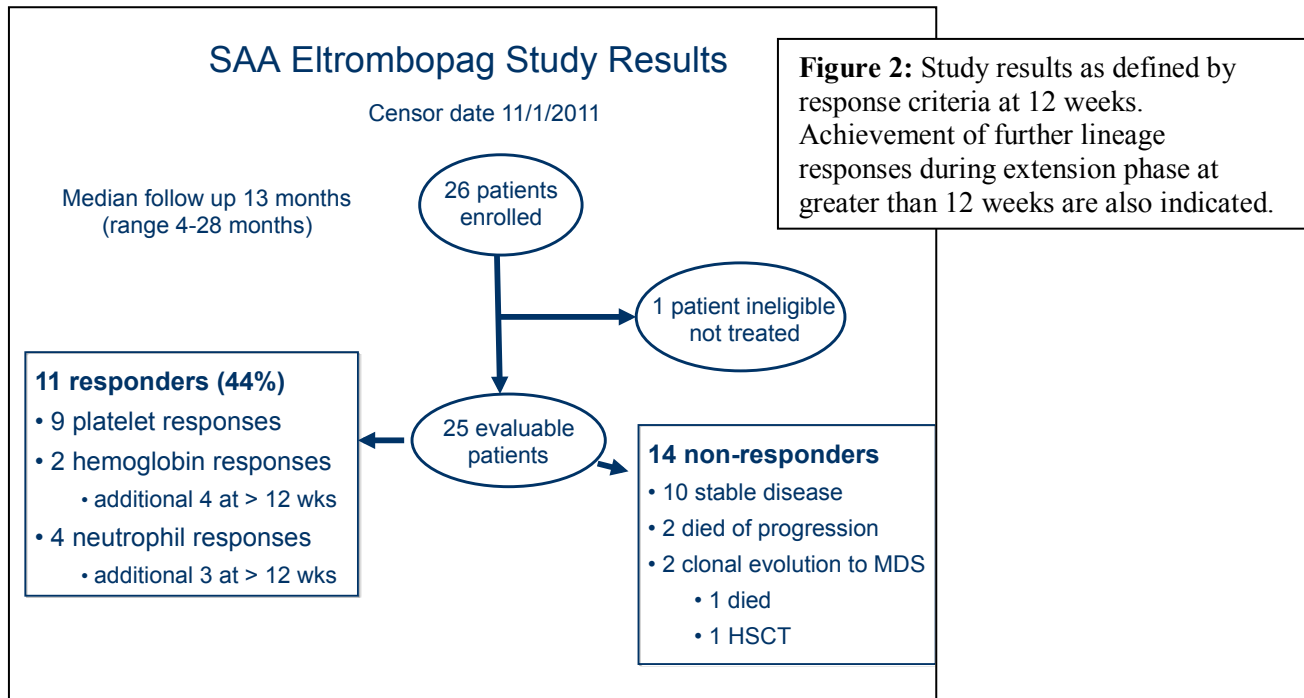 SAA Eltrombopag Study Results
Censor date 11/1/2011
Figure 2: Study results as defined by
response criteria at 12 weeks.
Achievement of further lineage
responses during extension phase at
greater than 12 weeks are also indicated.
Median follow up 13 months
(range 4-28 months)
26 patients
enrolled
1 patient ineligible
not treated
11 responders (44%)
• 9 platelet responses
• 2 hemoglobin responses
• additional 4 at > 12 wks
• 4 neutrophil responses
• additional 3 at > 12 wks
25 evaluable
patients
14 non-responders
• 10 stable disease
• 2 died of progression
• 2 clonal evolution to MDS
• 1 died
• 1 HSCT